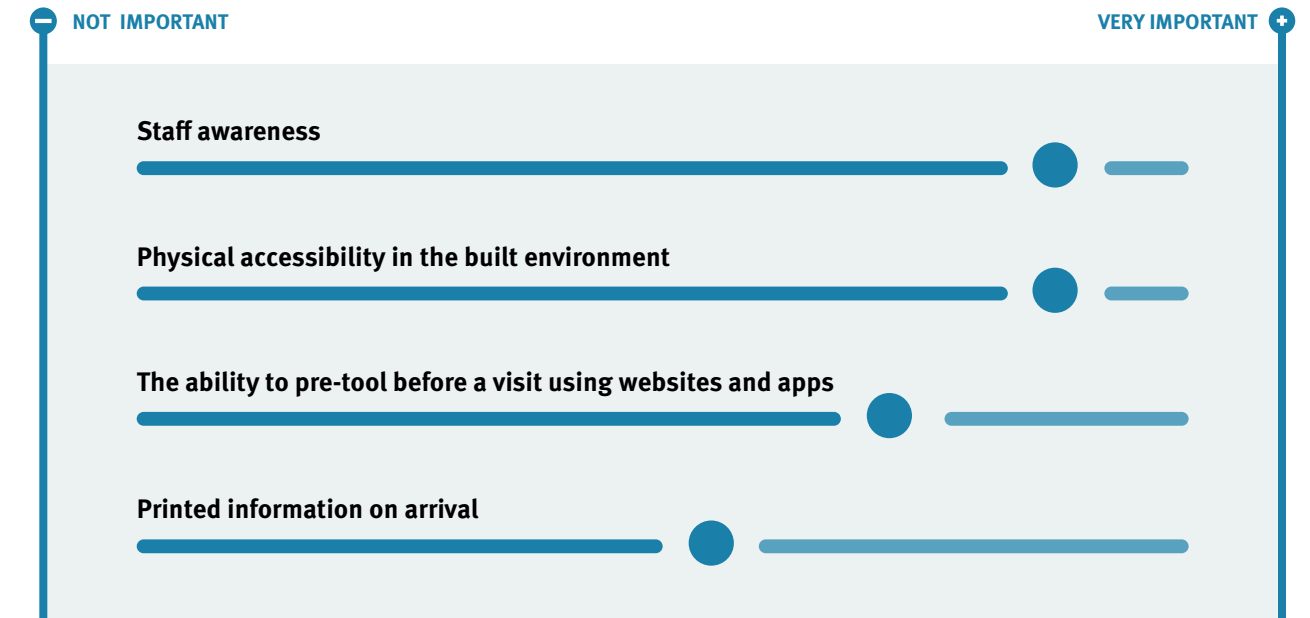 NOT IMPORTANT
VERY IMPORTANT
Staff awareness
Physical accessibility in the built environment
The ability to pre-tool before a visit using websites and apps
Printed information on arrival